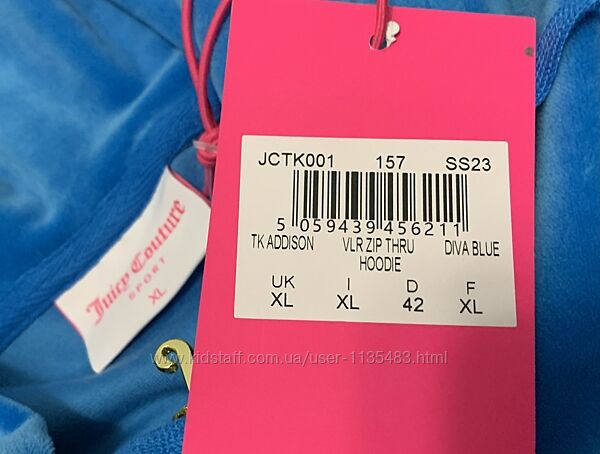 JCTK001 157 SS23
5 059439 456211
TK ADDISON VLR ZIP THRU DIVA BLUE
HOODIE
UK I D F
XL XL 42 XL
Juicy Couture
SPORT
XL
www.kidstaff.com.ua/user-1135483.html